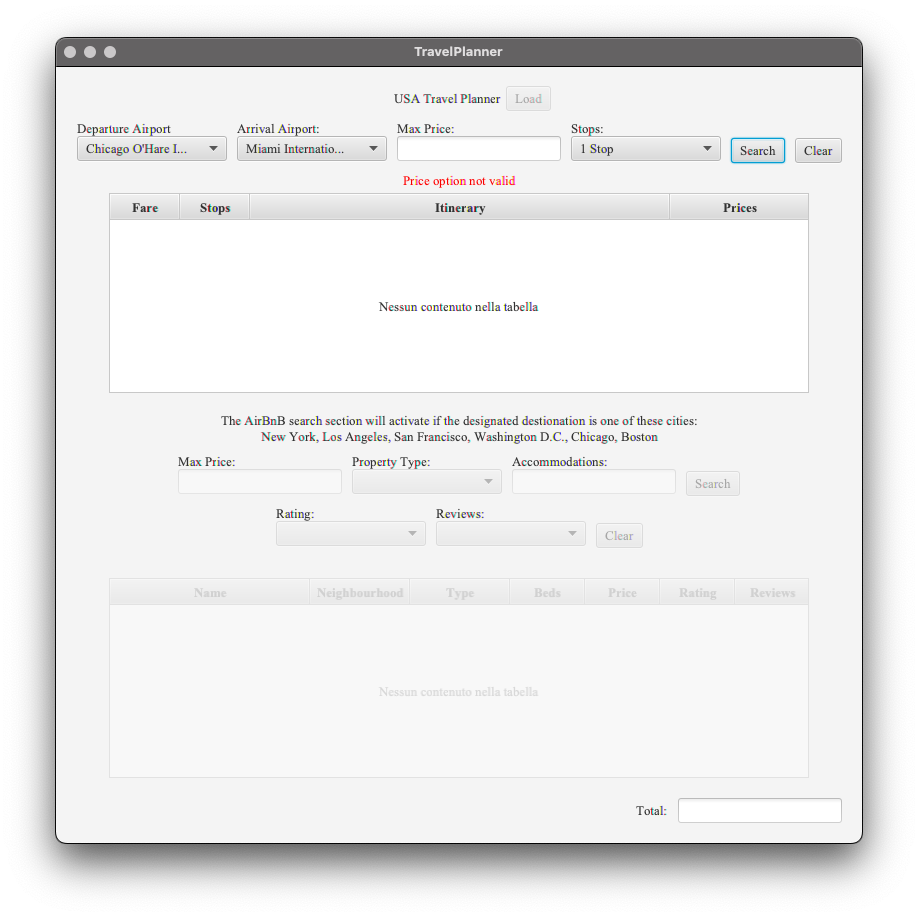 TravelPlanner
USA Travel Planner Load
Departure Airport Arrival Airport: Max Price: Stops:
Chicago O'Hare I... Miami Internatio... 1 Stop Search Clear
Price option not valid
Fare Stops Itinerary Prices
Nessun contenuto nella tabella
The AirBnB search section will activate if the designated destionation is one of these cities:
New York, Los Angeles, San Francisco, Washington D.C., Chicago, Boston
Max Price: Property Type: Accommodations:
Search
Rating: Reviews:
Clear
Name Neighbourhood Type Beds Price Rating Reviews
Nessun contenuto nella tabella
Total: